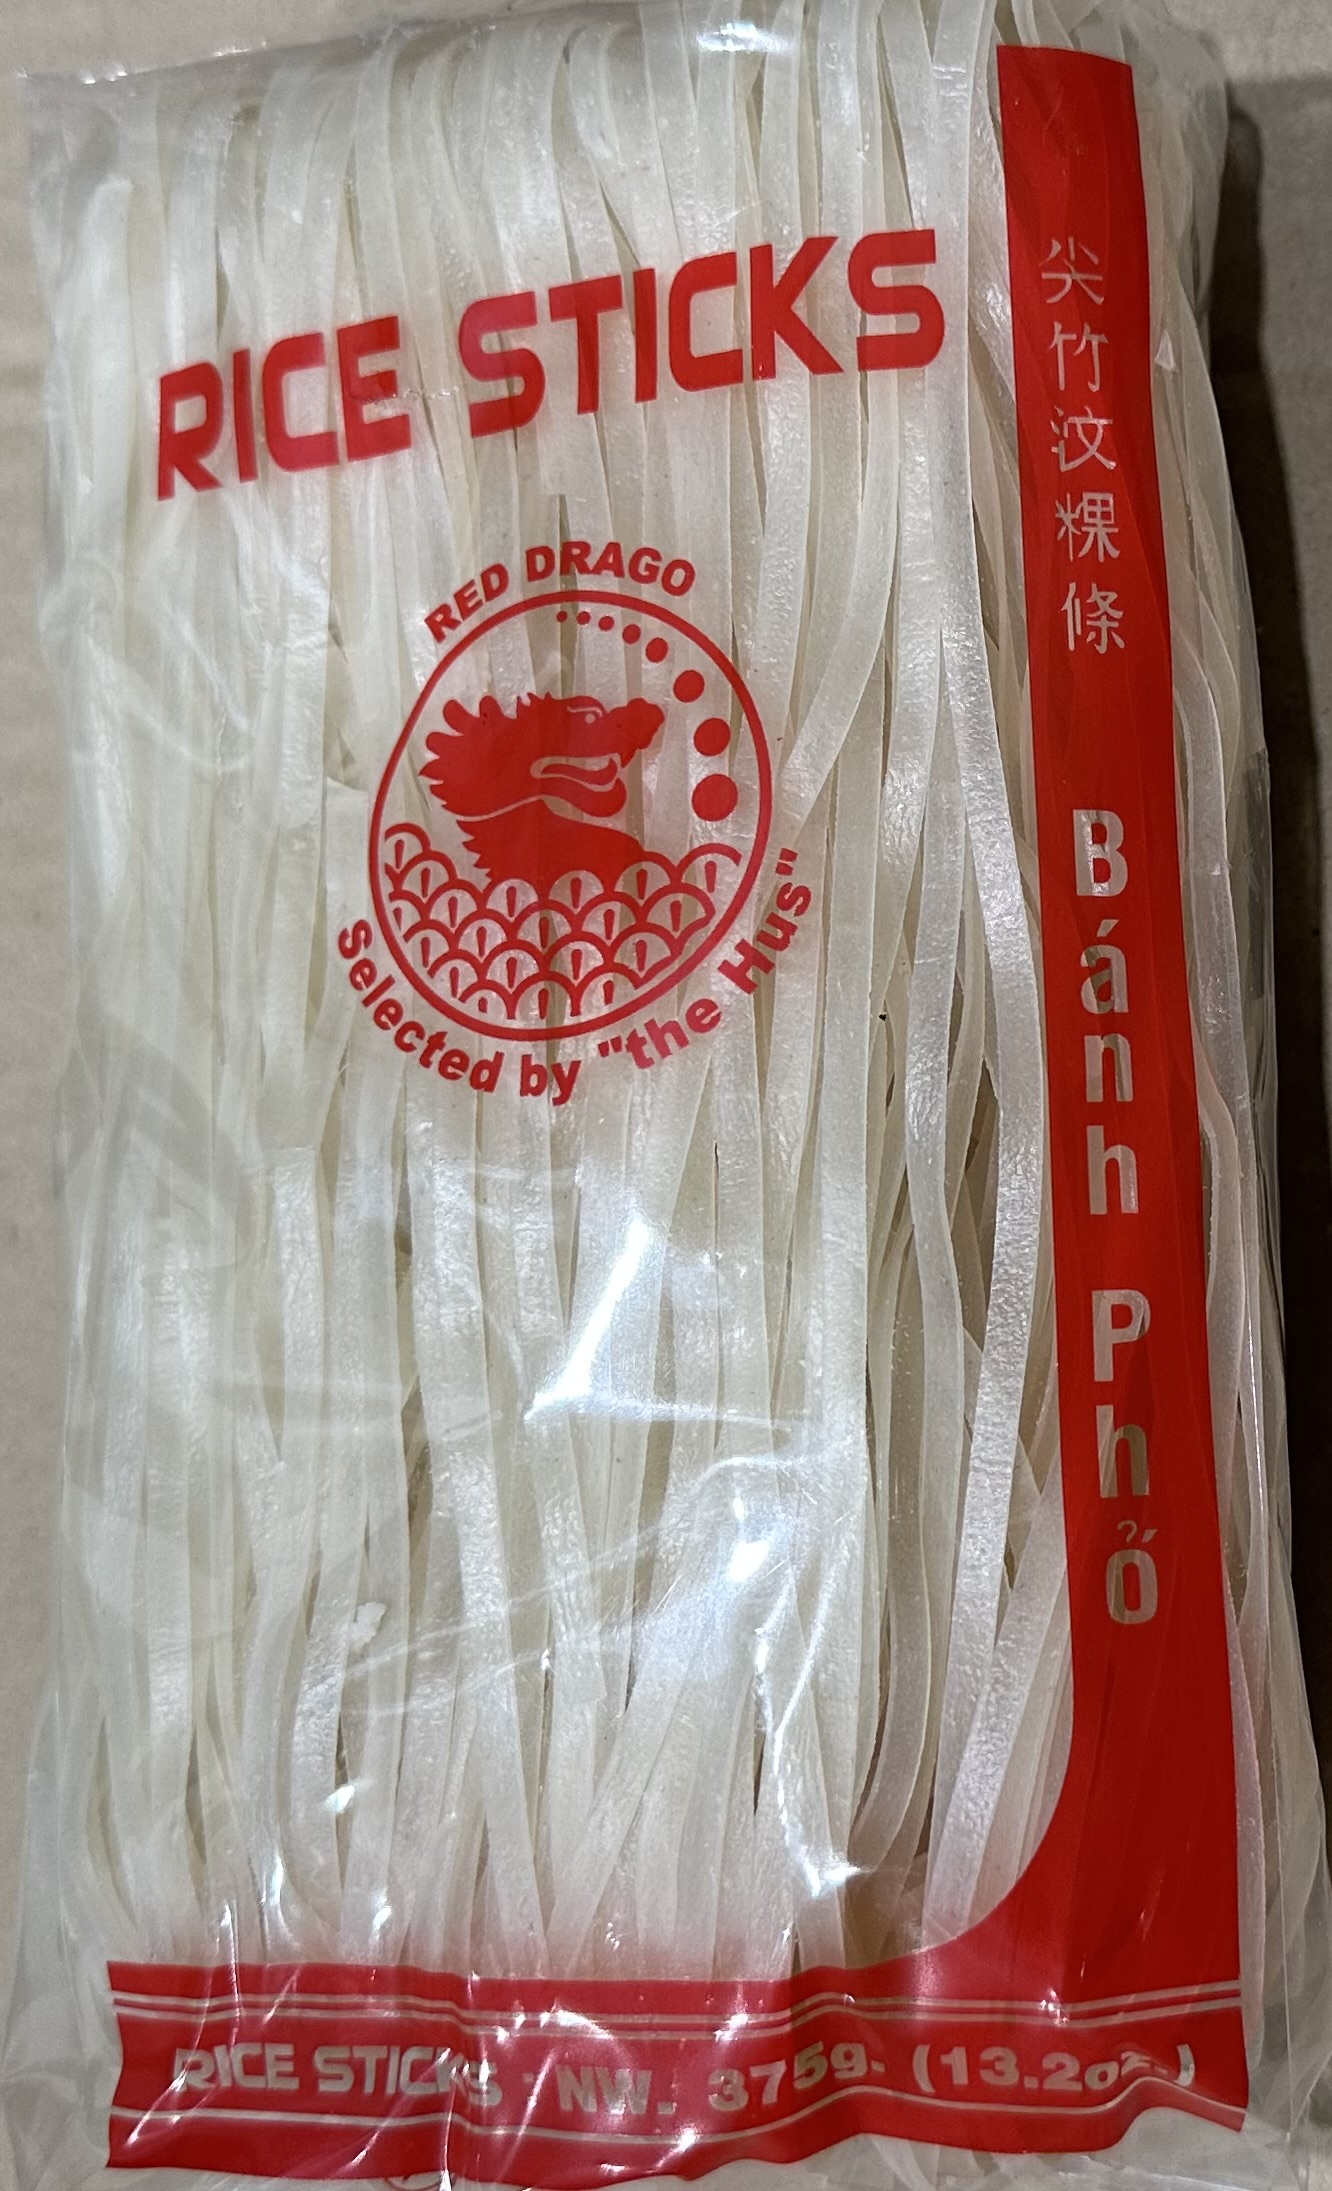 RICE STICKS
RED DRAGO
Selected by "the Hus"
尖竹汶粿條
Bánh Phổ
RICE STICKS · NW. 375g. (13.2oz.)